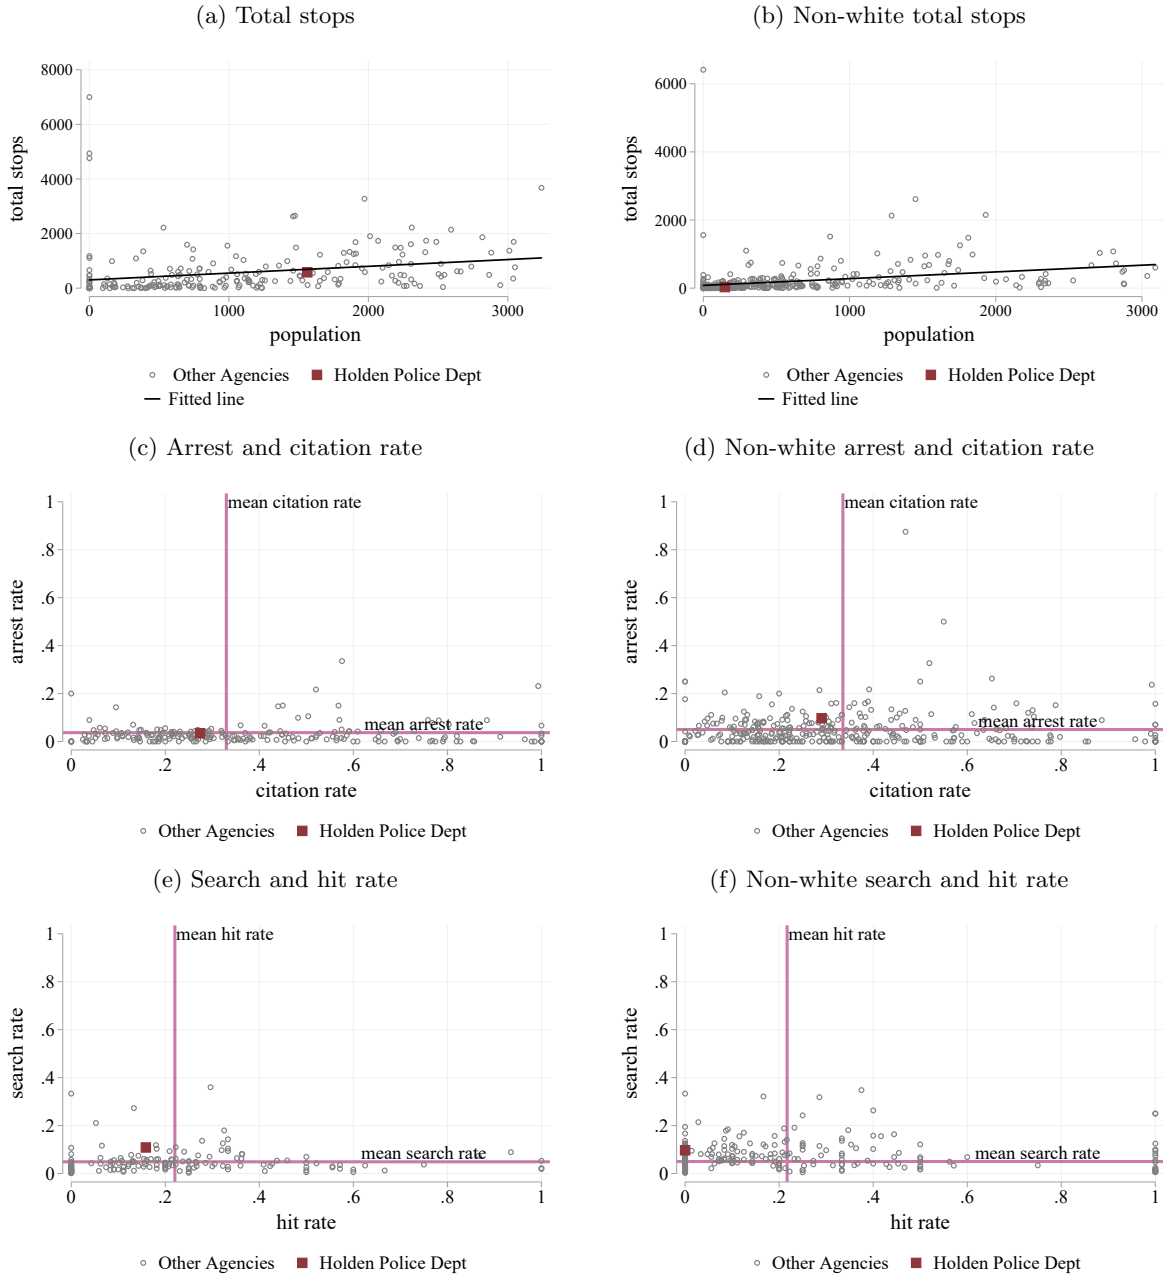 (a) Total stops
(b) Non-white total stops
total stops
8000
6000
4000
2000
0
0 1000 2000 3000
population
Other Agencies Holden Police Dept
Fitted line
total stops
6000
4000
2000
0
0 1000 2000 3000
population
Other Agencies Holden Police Dept
Fitted line
(c) Arrest and citation rate
(d) Non-white arrest and citation rate
arrest rate
1
.8
.6
.4
.2
0
mean citation rate
mean arrest rate
0 .2 .4 .6 .8 1
citation rate
Other Agencies Holden Police Dept
arrest rate
1
.8
.6
.4
.2
0
mean citation rate
mean arrest rate
0 .2 .4 .6 .8 1
citation rate
Other Agencies Holden Police Dept
(e) Search and hit rate
(f) Non-white search and hit rate
search rate
1
.8
.6
.4
.2
0
mean hit rate
mean search rate
0 .2 .4 .6 .8 1
hit rate
Other Agencies Holden Police Dept
search rate
1
.8
.6
.4
.2
0
mean hit rate
mean search rate
0 .2 .4 .6 .8 1
hit rate
Other Agencies Holden Police Dept